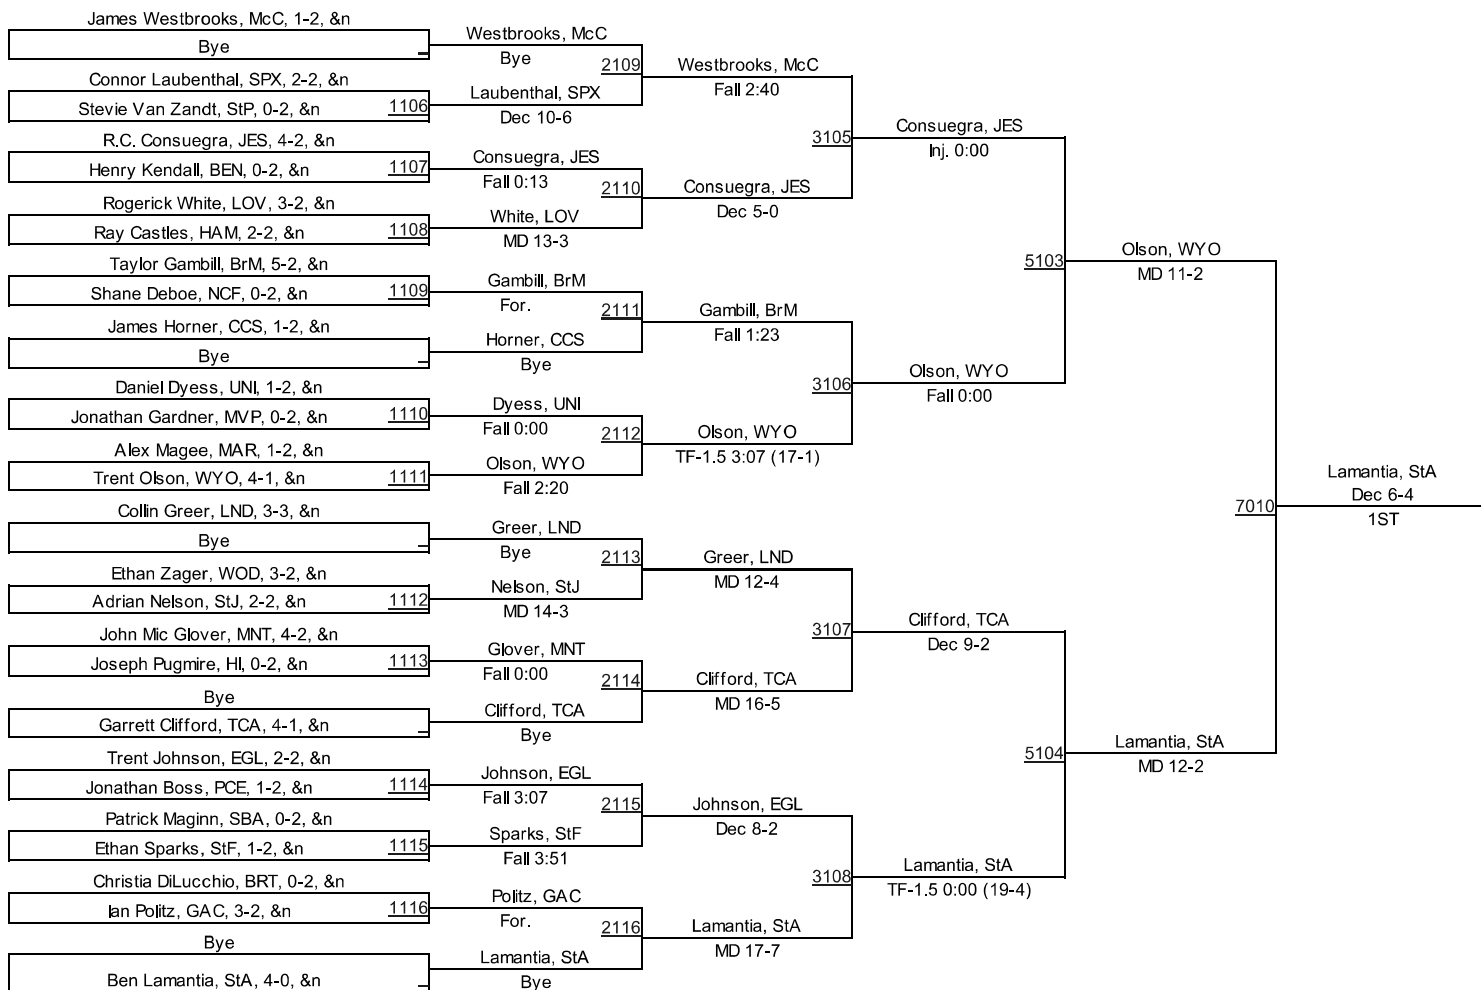 James Westbrooks, McC, 1-2, &n
Bye
Connor Laubenthal, SPX, 2-2, &n
Stevie Van Zandt, StP, 0-2, &n 1106
R.C. Consuegra, JES, 4-2, &n
Henry Kendall, BEN, 0-2, &n 1107
Rogerick White, LOV, 3-2, &n
Ray Castles, HAM, 2-2, &n 1108
Taylor Gambill, BrM, 5-2, &n
Shane Deboe, NCF, 0-2, &n 1109
James Horner, CCS, 1-2, &n
Bye
Daniel Dyess, UNI, 1-2, &n
Jonathan Gardner, MVP, 0-2, &n 1110
Alex Magee, MAR, 1-2, &n
Trent Olson, WYO, 4-1, &n 1111
Collin Greer, LND, 3-3, &n
Bye
Ethan Zager, WOD, 3-2, &n
Adrian Nelson, StJ, 2-2, &n 1112
John Mic Glover, MNT, 4-2, &n
Joseph Pugmire, HI, 0-2, &n 1113
Bye
Garrett Clifford, TCA, 4-1, &n
Trent Johnson, EGL, 2-2, &n
Jonathan Boss, PCE, 1-2, &n 1114
Patrick Maginn, SBA, 0-2, &n
Ethan Sparks, StF, 1-2, &n 1115
Christia DiLucchio, BRT, 0-2, &n
Ian Politz, GAC, 3-2, &n 1116
Bye
Ben Lamantia, StA, 4-0, &n
Westbrooks, McC
Bye
2109
Laubenthal, SPX
Dec 10-6
Consuegra, JES
Fall 0:13
2110
White, LOV
MD 13-3
Gambill, BrM
For.
2111
Horner, CCS
Bye
Dyess, UNI
Fall 0:00
2112
Olson, WYO
Fall 2:20
Greer, LND
Bye
2113
Nelson, StJ
MD 14-3
Glover, MNT
Fall 0:00
2114
Clifford, TCA
Bye
Johnson, EGL
Fall 3:07
2115
Sparks, StF
Fall 3:51
Politz, GAC
For.
2116
Lamantia, StA
Bye
Westbrooks, McC
Fall 2:40
3105
Consuegra, JES
Dec 5-0
Gambill, BrM
Fall 1:23
3106
Olson, WYO
TF-1.5 3:07 (17-1)
Greer, LND
MD 12-4
3107
Clifford, TCA
MD 16-5
Johnson, EGL
Dec 8-2
3108
Lamantia, StA
MD 17-7
Consuegra, JES
Inj. 0:00
5103
Olson, WYO
Fall 0:00
Clifford, TCA
Dec 9-2
5104
Lamantia, StA
TF-1.5 0:00 (19-4)
Olson, WYO
MD 11-2
7010
Lamantia, StA
MD 12-2
Lamantia, StA
Dec 6-4
1ST